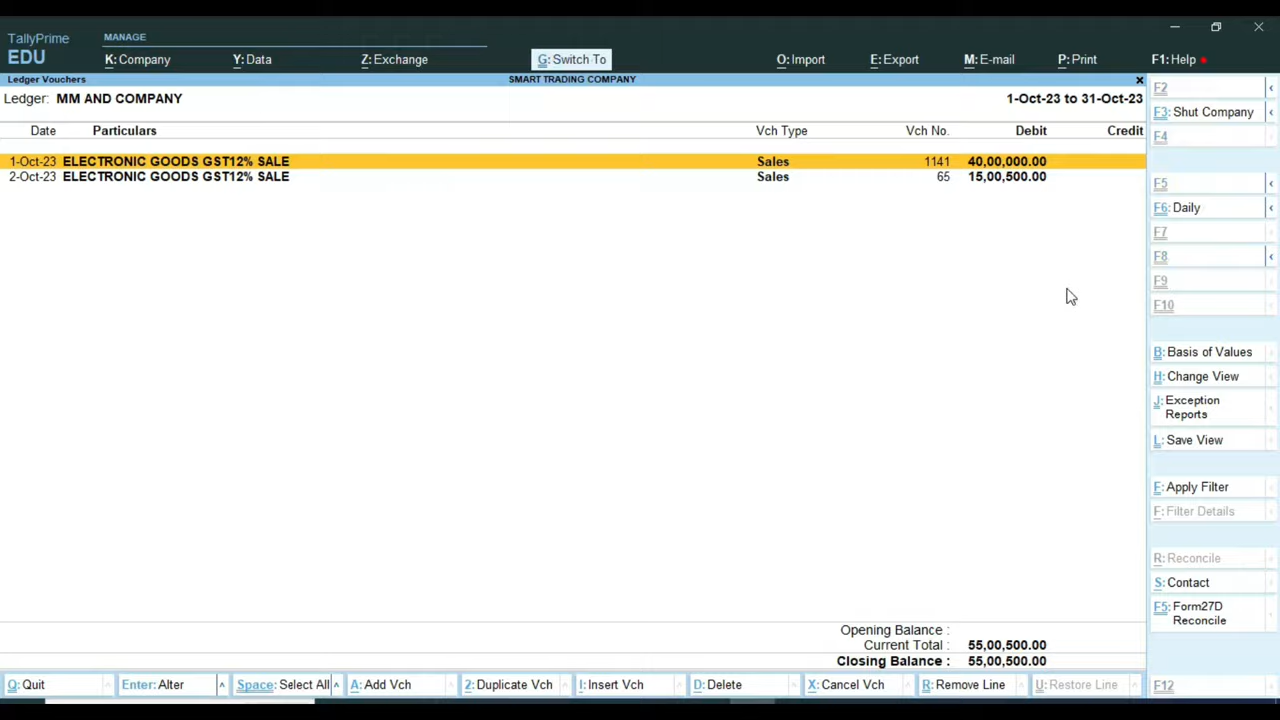 TallyPrime
EDU
MANAGE
K: Company Y: Data Z: Exchange G: Switch To O: Import E: Export M: E-mail P: Print F1: Help
Ledger Vouchers SMART TRADING COMPANY x
Ledger: MM AND COMPANY 1-Oct-23 to 31-Oct-23
Date Particulars Vch Type Vch No. Debit Credit
1-Oct-23 ELECTRONIC GOODS GST12% SALE Sales 1141 40,00,000.00
2-Oct-23 ELECTRONIC GOODS GST12% SALE Sales 65 15,00,500.00
Opening Balance :
Current Total : 55,00,500.00
Closing Balance : 55,00,500.00
Q: Quit Enter: Alter Space: Select All A: Add Vch 2: Duplicate Vch I: Insert Vch D: Delete X: Cancel Vch R: Remove Line U: Restore Line
F2
F3: Shut Company
F4
F5
F6: Daily
F7
F8
F9
F10
B: Basis of Values
H: Change View
J: Exception
Reports
L: Save View
F: Apply Filter
F: Filter Details
R: Reconcile
S: Contact
F5: Form27D
Reconcile
F12